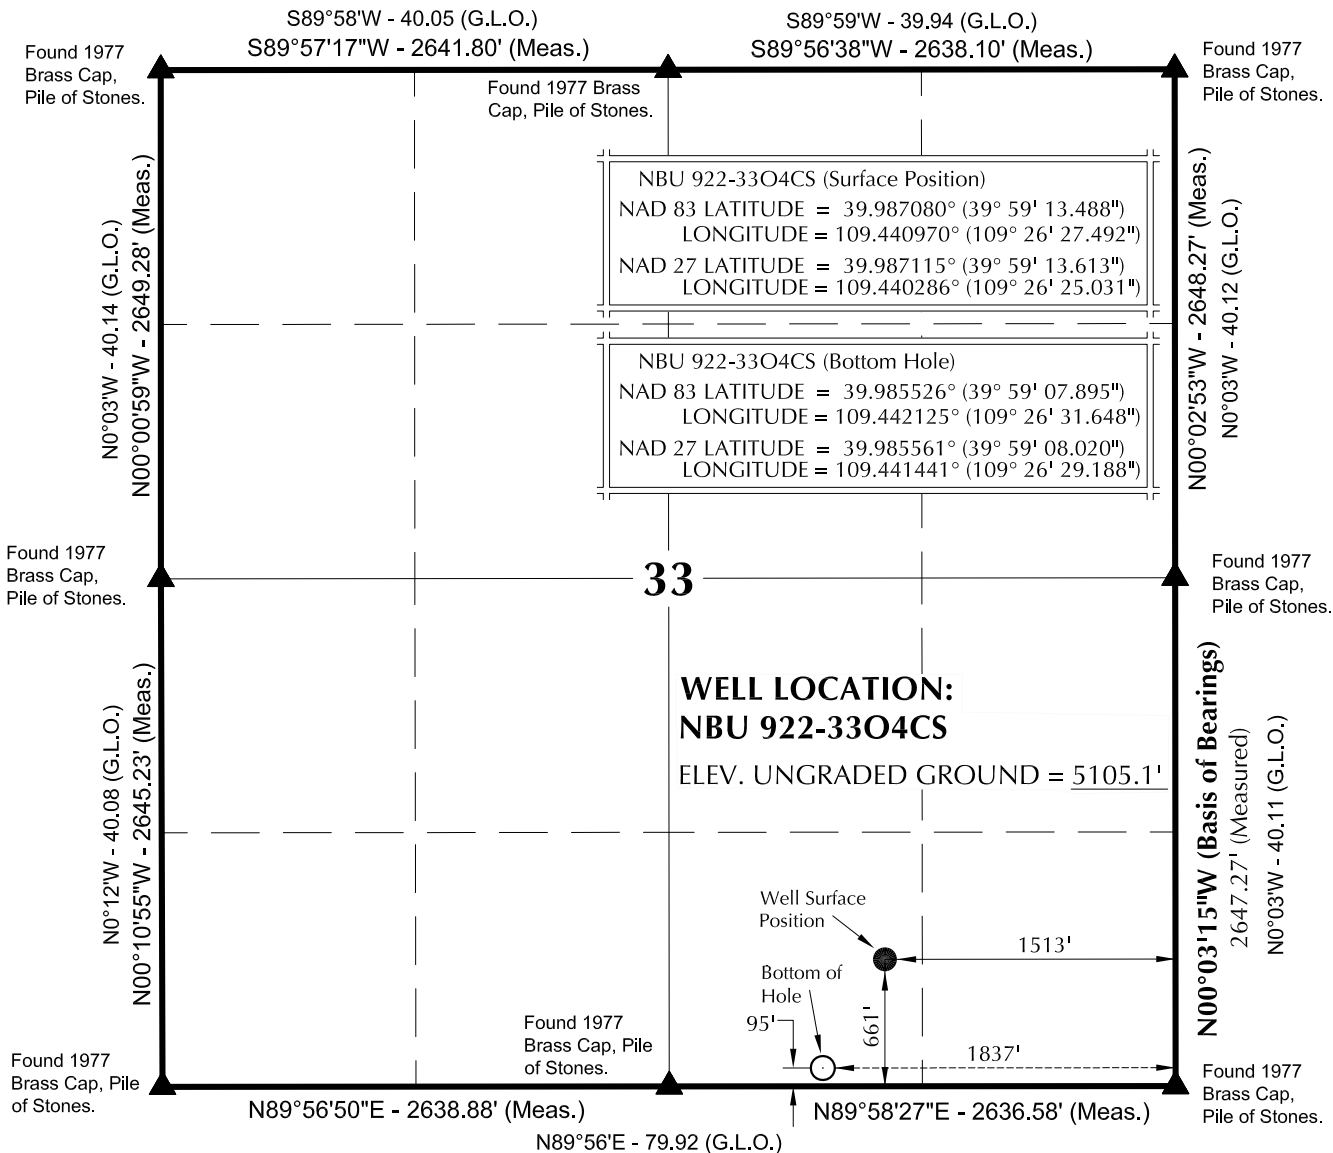 S89°58'W - 40.05 (G.L.O.)
S89°57'17"W - 2641.80' (Meas.)
S89°59'W - 39.94 (G.L.O.)
S89°56'38"W - 2638.10' (Meas.)
Found 1977
Brass Cap,
Pile of Stones.
Found 1977 Brass
Cap, Pile of Stones.
Found 1977
Brass Cap,
Pile of Stones.
N0°03'W - 40.14 (G.L.O.)
N00°00'59"W - 2649.28' (Meas.)
NBU 922-33O4CS (Surface Position)
NAD 83 LATITUDE = 39.987080° (39° 59' 13.488")
LONGITUDE = 109.440970° (109° 26' 27.492")
NAD 27 LATITUDE = 39.987115° (39° 59' 13.613")
LONGITUDE = 109.440286° (109° 26' 25.031")
NBU 922-33O4CS (Bottom Hole)
NAD 83 LATITUDE = 39.985526° (39° 59' 07.895")
LONGITUDE = 109.442125° (109° 26' 31.648")
NAD 27 LATITUDE = 39.985561° (39° 59' 08.020")
LONGITUDE = 109.441441° (109° 26' 29.188")
N00°02'53"W - 2648.27' (Meas.)
N0°03'W - 40.12 (G.L.O.)
Found 1977
Brass Cap,
Pile of Stones.
33
Found 1977
Brass Cap,
Pile of Stones.
N0°12'W - 40.08 (G.L.O.)
N00°10'55"W - 2645.23' (Meas.)
WELL LOCATION:
NBU 922-33O4CS
ELEV. UNGRADED GROUND = 5105.1'
N00°03'15"W (Basis of Bearings)
2647.27' (Measured)
N0°03'W - 40.11 (G.L.O.)
Well Surface
Position
1513'
Bottom of
Hole
95'
661'
1837'
Found 1977
Brass Cap, Pile
of Stones.
Found 1977
Brass Cap, Pile
of Stones.
Found 1977
Brass Cap,
Pile of Stones.
N89°56'50"E - 2638.88' (Meas.)
N89°58'27"E - 2636.58' (Meas.)
N89°56'E - 79.92 (G.L.O.)